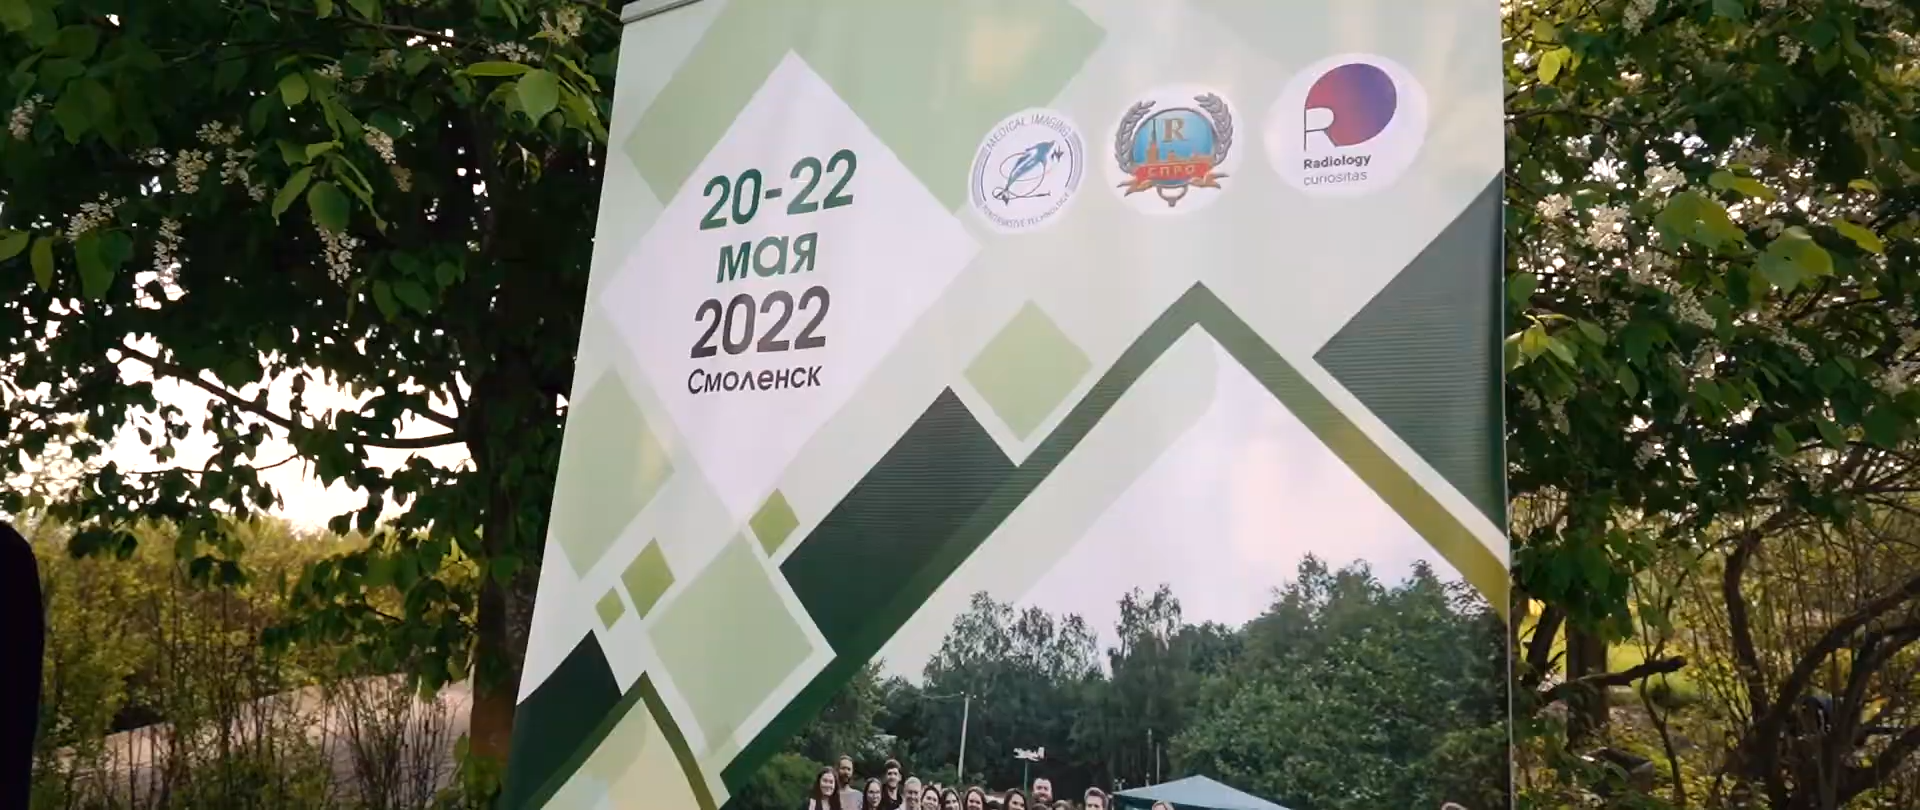 20-22
мая
2022
Смоленск
MEDICAL IMAGING
R
СПРО
Radiology
curiositas